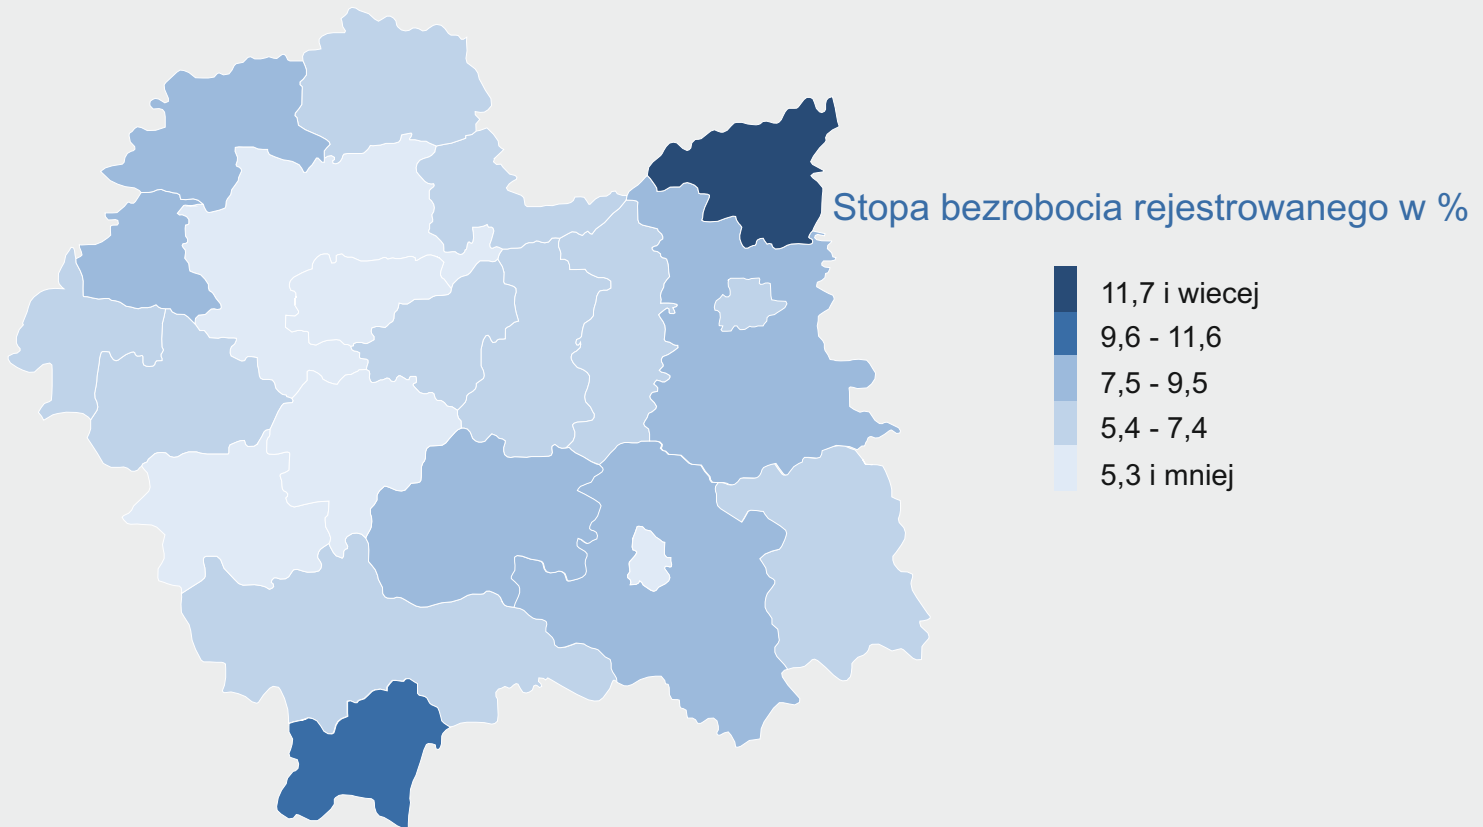 Stopa bezrobocia rejestrowanego w %
11,7 i wiecej
9,6 - 11,6
7,5 - 9,5
5,4 - 7,4
5,3 i mniej